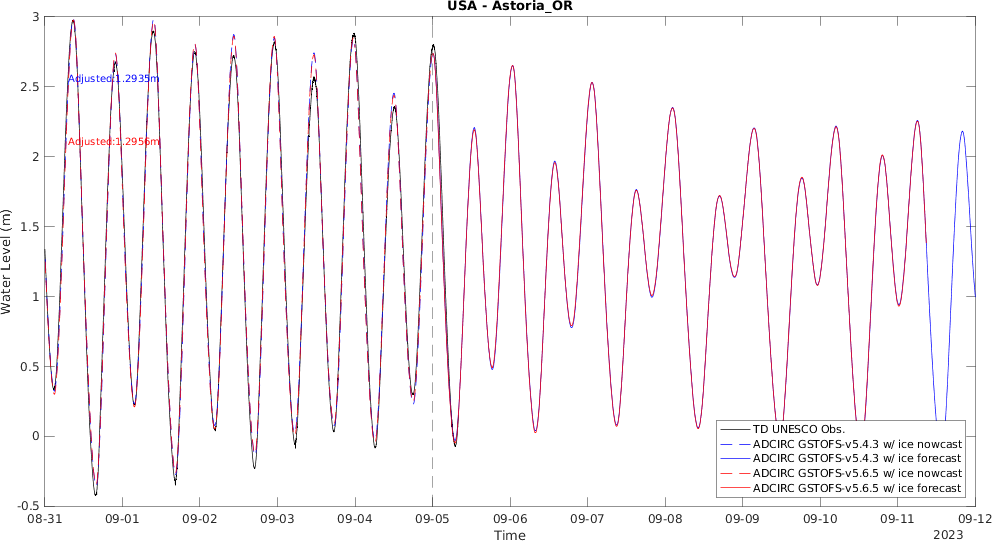 USA - Astoria_OR
3
2.5
2
1.5
1
0.5
0
-0.5
Water Level (m)
Adjusted:1.2935m
Adjusted:1.2956m
TD UNESCO Obs.
ADCIRC GSTOFS-v5.4.3 w/ ice nowcast
ADCIRC GSTOFS-v5.4.3 w/ ice forecast
ADCIRC GSTOFS-v5.6.5 w/ ice nowcast
ADCIRC GSTOFS-v5.6.5 w/ ice forecast
08-31 09-01 09-02 09-03 09-04 09-05 09-06 09-07 09-08 09-09 09-10 09-11 09-12
Time
2023